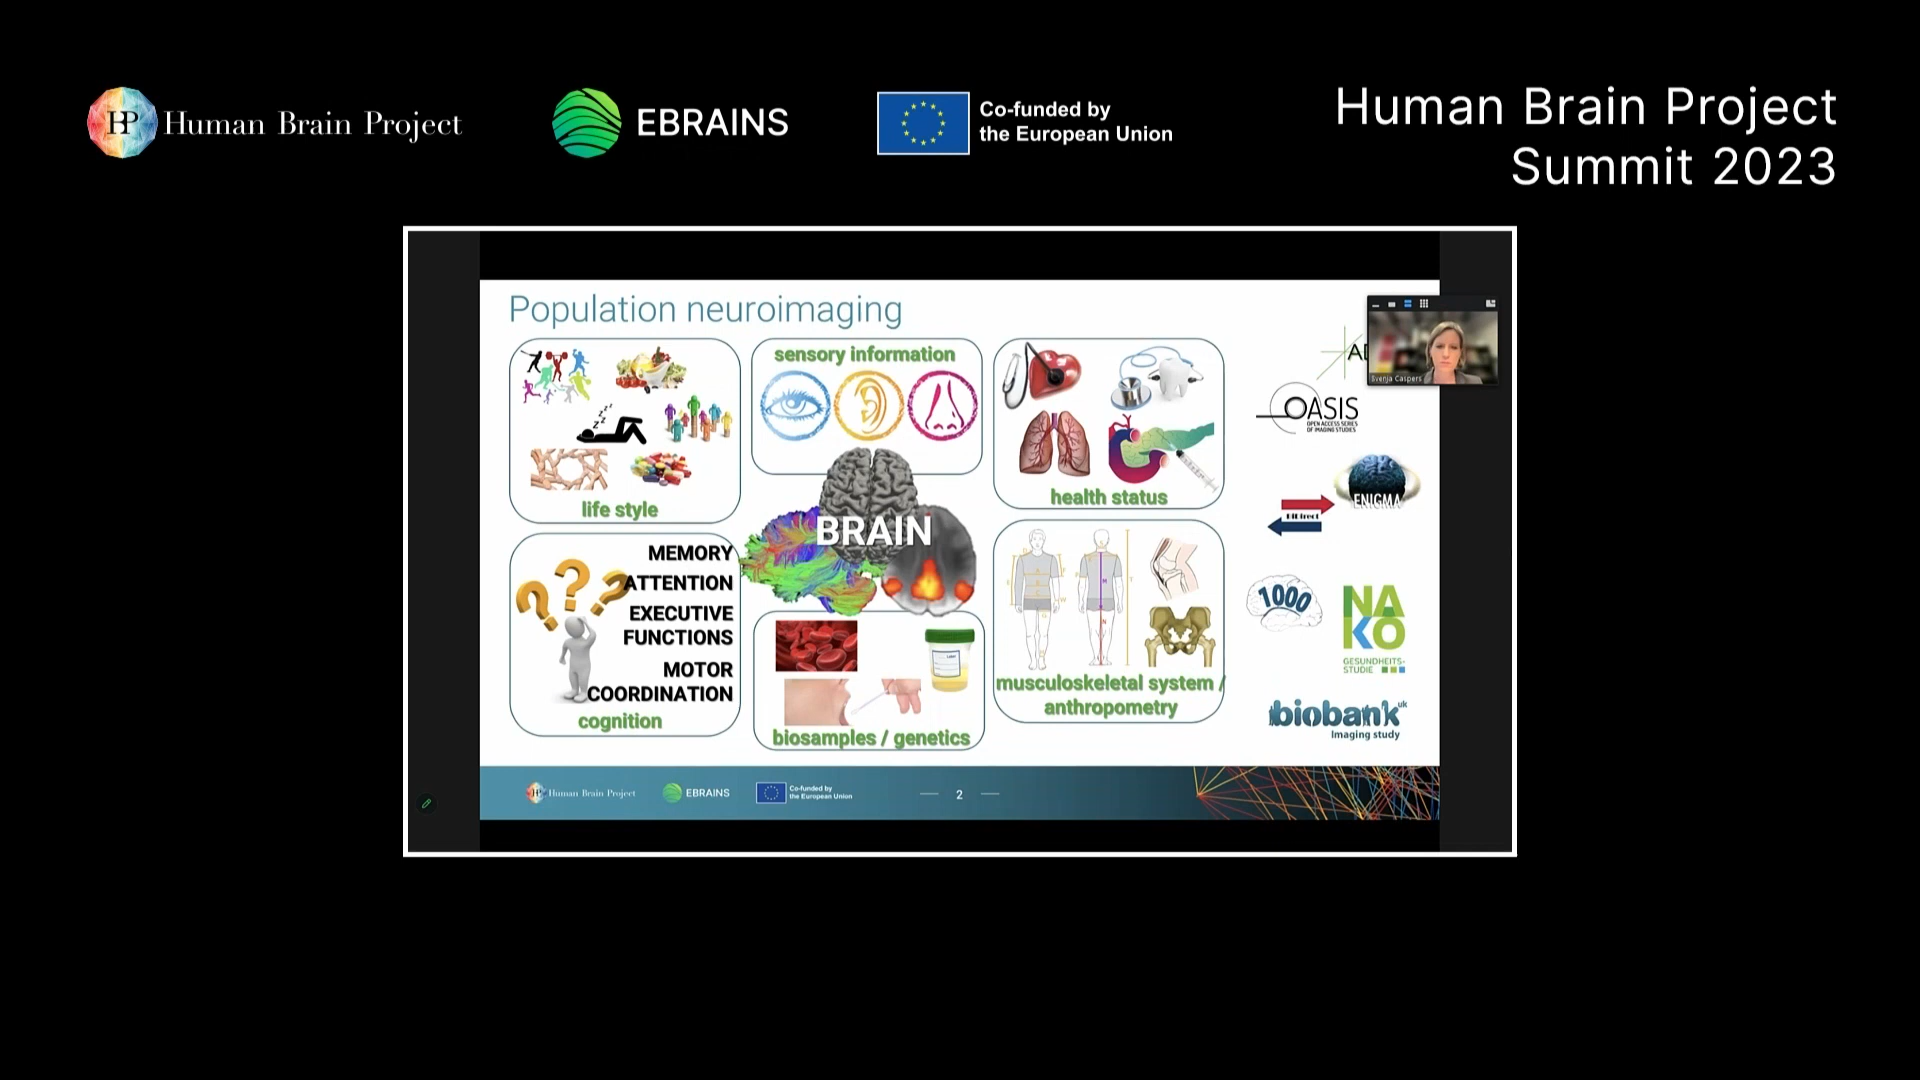 HP Human Brain Project
EBRAINS
Co-funded by
the European Union
Human Brain Project
Summit 2023
Population neuroimaging
life style
sensory information
health status
BRAIN
MEMORY
ATTENTION
EXECUTIVE
FUNCTIONS
MOTOR
COORDINATION
cognition
biosamples / genetics
musculoskeletal system /
anthropometry
Svenja Caspers
OASIS
OPEN ACCESS SERIES
OF IMAGING STUDIES
ENIGMA
BiDirect
1000
NA
KO
GESUNDHEITS-
STUDIE
biobank uk
Imaging study
HP Human Brain Project
EBRAINS
Co-funded by
the European Union
2